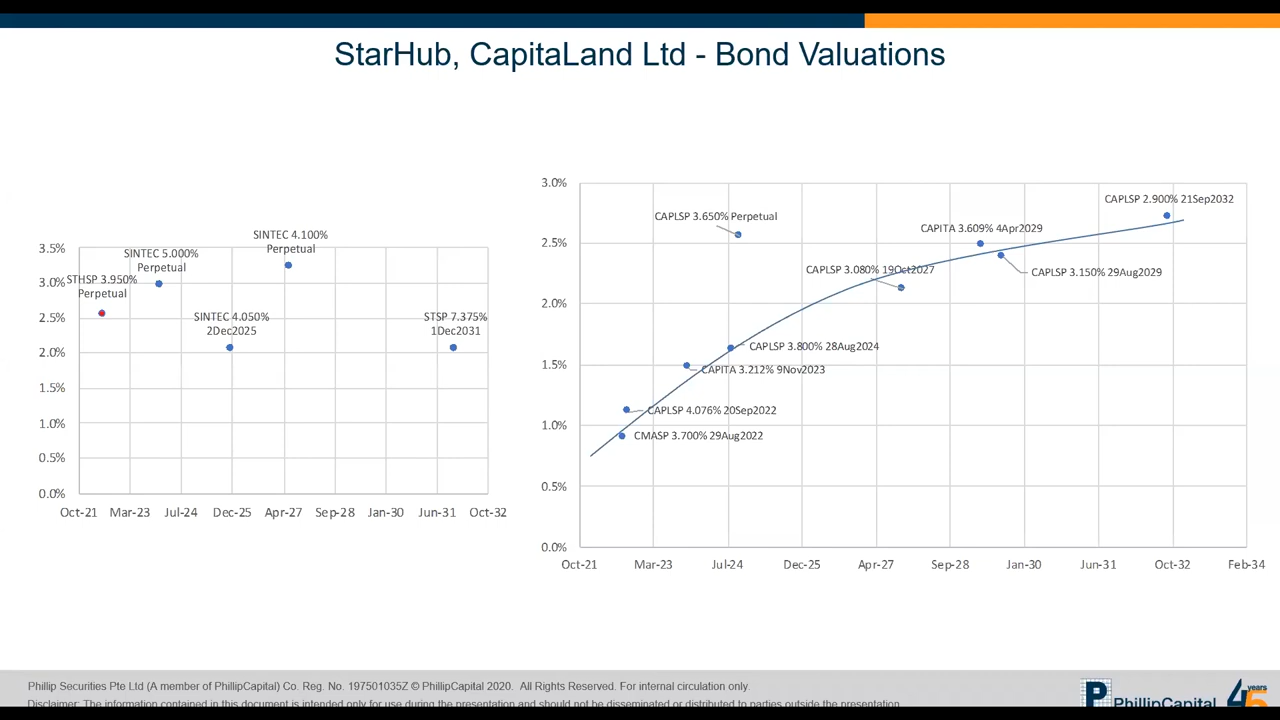 StarHub, CapitaLand Ltd - Bond Valuations
3.5%
3.0%
2.5%
2.0%
1.5%
1.0%
0.5%
0.0%
Oct-21 Mar-23 Jul-24 Dec-25 Apr-27 Sep-28 Jan-30 Jun-31 Oct-32
STHSP 3.950%
Perpetual
SINTEC 5.000%
Perpetual
SINTEC 4.050%
2Dec2025
SINTEC 4.100%
Perpetual
STSP 7.375%
1Dec2031
3.0%
2.5%
2.0%
1.5%
1.0%
0.5%
0.0%
Oct-21 Mar-23 Jul-24 Dec-25 Apr-27 Sep-28 Jan-30 Jun-31 Oct-32 Feb-34
CAPLSP 2.900% 21Sep2032
CAPLSP 3.650% Perpetual
CAPITA 3.609% 4Apr2029
CAPLSP 3.080% 19Oct2027
CAPLSP 3.150% 29Aug2029
CAPLSP 3.800% 28Aug2024
CAPITA 3.212% 9Nov2023
CAPLSP 4.076% 20Sep2022
CMASP 3.700% 29Aug2022
Phillip Securities Pte Ltd (A member of PhillipCapital) Co. Reg. No. 197501035Z © PhillipCapital 2020. All Rights Reserved. For internal circulation only.
Disclaimer: The information contained in this document is intended only for use during the presentation and should not be disseminated or distributed to parties outside the presentation.
PhillipCapital
45 years